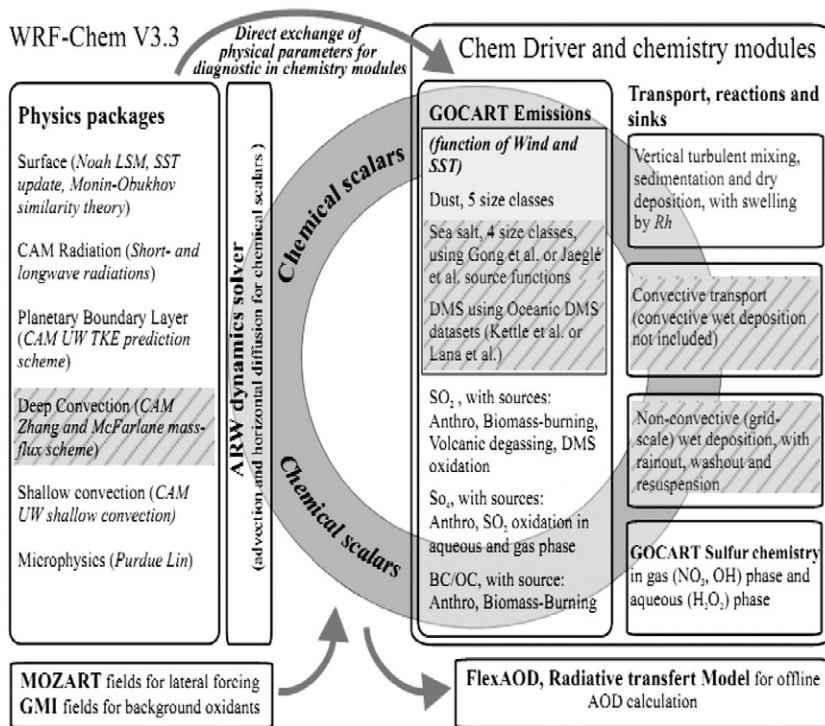 WRF-Chem V3.3
Direct exchange of
physical parameters for
diagnostic in chemistry modules
Chem Driver and chemistry modules
Physics packages
Surface (Noah LSM, SST
update, Monin-Obukhov
similarity theory)
CAM Radiation (Short- and
longwave radiations)
Planetary Boundary Layer
(CAM UW TKE prediction
scheme)
Deep Convection (CAM
Zhang and McFarlane mass-
flux scheme)
Shallow convection (CAM
UW shallow convection)
Microphysics (Purdue Lin)
ARW dynamics solver
(advection and horizontal diffusion for chemical scalars )
Chemical scalars
Chemical scalars
GOCART Emissions
(function of Wind and
SST)
Dust, 5 size classes
Sea salt, 4 size classes,
using Gong et al. or Jaeglé
et al. source functions
DMS using Oceanic DMS
datasets (Kettle et al. or
Lana et al.)
SO2 , with sources:
Anthro, Biomass-burning,
Volcanic degassing, DMS
oxidation
So4, with sources:
Anthro, SO2 oxidation in
aqueous and gas phase
BC/OC, with source:
Anthro, Biomass-Burning
Transport, reactions and
sinks
Vertical turbulent mixing,
sedimentation and dry
deposition, with swelling
by Rh
Convective transport
(convective wet deposition
not included)
Non-convective (grid-
scale) wet deposition, with
rainout, washout and
resuspension
GOCART Sulfur chemistry
in gas (NO3, OH) phase and
aqueous (H2O2) phase
MOZART fields for lateral forcing
GMI fields for background oxidants
FlexAOD, Radiative transfert Model for offline
AOD calculation